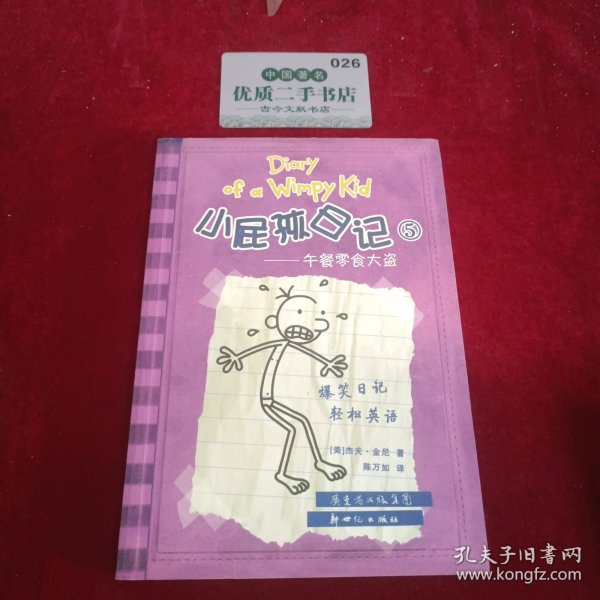 026
中国著名
优质二手书店
古今文献书店
Diary
of a Wimpy Kid
小屁孩日记⑤
——午餐零食大盗
爆笑日记
轻松英语
[美]杰夫·金尼 著
陈万如 译
广东省出版集团
新世纪出版社
孔夫子旧书网
www.kongfz.com